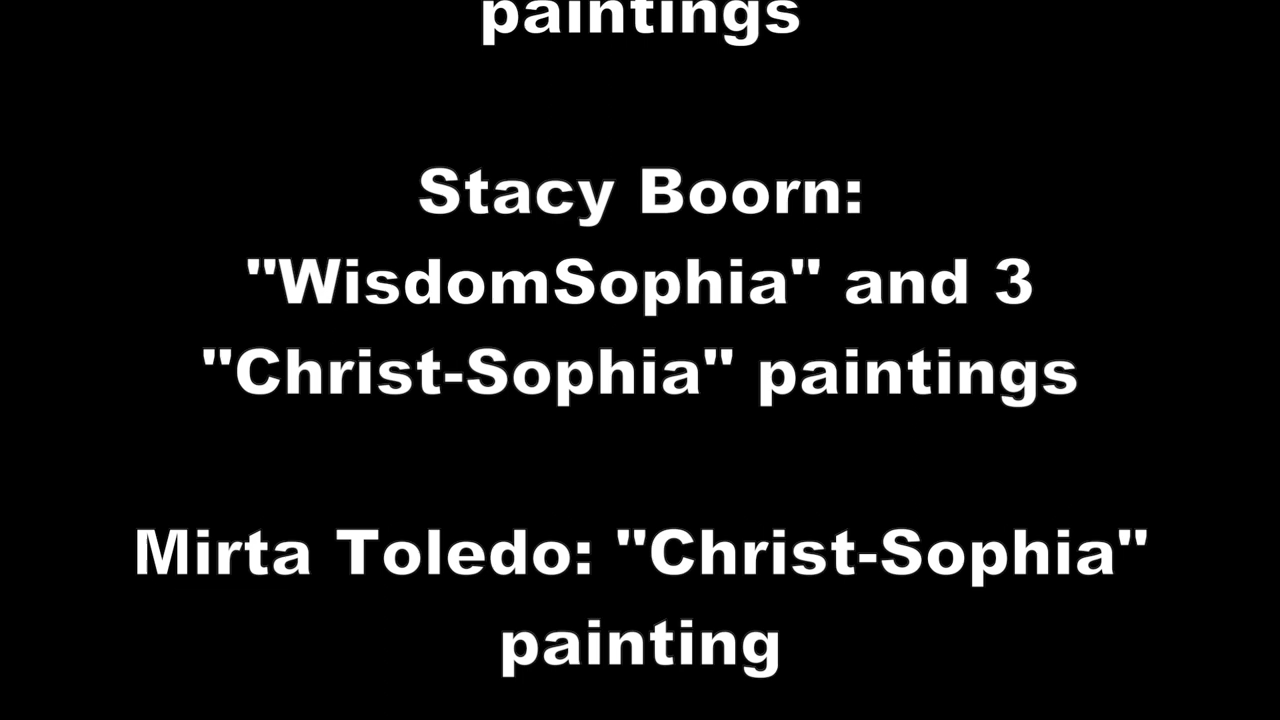 paintings
Stacy Boorn:
"WisdomSophia" and 3
"Christ-Sophia" paintings
Mirta Toledo: "Christ-Sophia"
painting